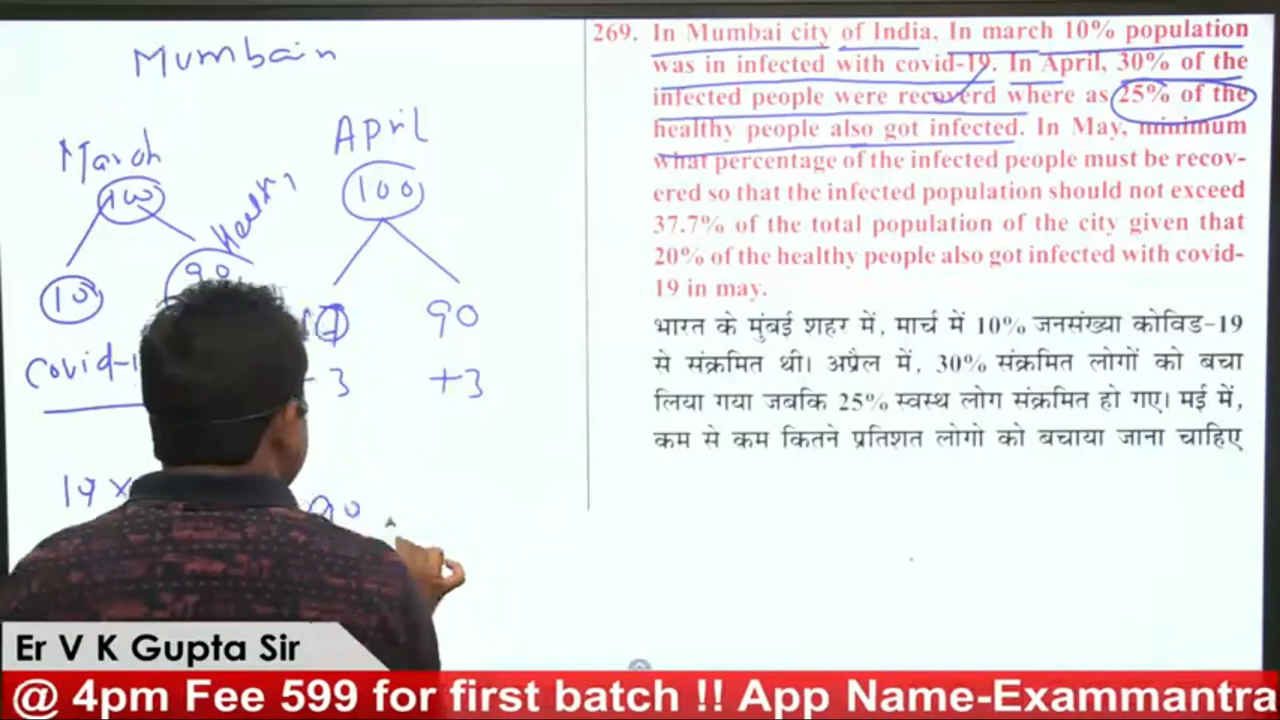 Mumbain
March
100
Healthy
10
90
Covid-1
April
100
90
- 3
+3
19 x
90
269. In Mumbai city of India, In march 10% population
was in infected with covid-19. In April, 30% of the
infected people were recoverd where as 25% of the
healthy people also got infected. In May, minimum
what percentage of the infected people must be recov-
ered so that the infected population should not exceed
37.7% of the total population of the city given that
20% of the healthy people also got infected with covid-
19 in may.
भारत के मुंबई शहर में, मार्च में 10% जनसंख्या कोविड-19
से संक्रमित थी। अप्रैल में, 30% संक्रमित लोगों को बचा
लिया गया जबकि 25% स्वस्थ लोग संक्रमित हो गए। मई में,
कम से कम कितने प्रतिशत लोगो को बचाया जाना चाहिए
Er V K Gupta Sir
@ 4pm Fee 599 for first batch !! App Name-Exammantra